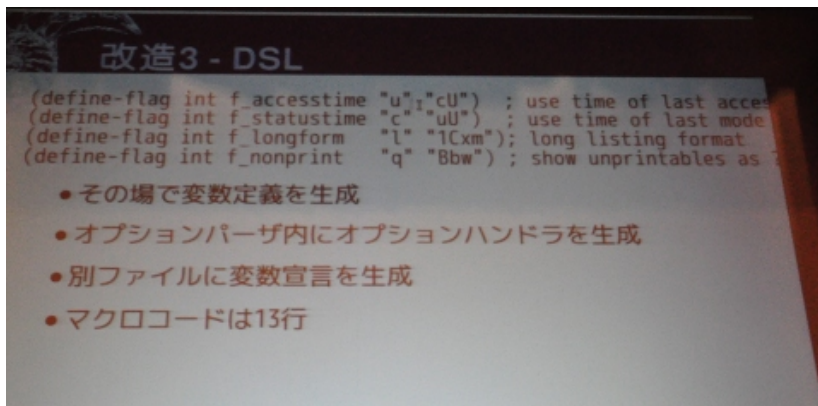 改造3 - DSL
(define-flag int f_accesstime "u" "cU") ; use time of last acces
(define-flag int f_statustime "c" "uU") ; use time of last mode
(define-flag int f_longform "l" "1Cxm"); long listing format
(define-flag int f_nonprint "q" "Bbw") ; show unprintables as ?
●その場で変数定義を生成
●オプションパーザ内にオプションハンドラを生成
●別ファイルに変数宣言を生成
●マクロコードは13行